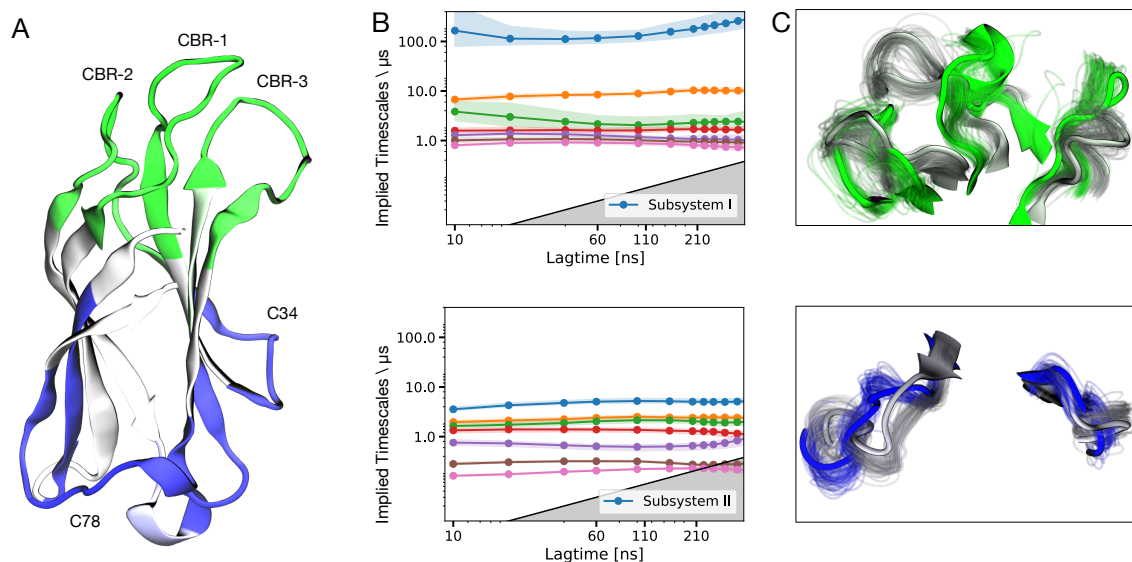 A
CBR-1
CBR-2
CBR-3
C34
C78
B
Implied Timescales \ μs
100.0
10.0
1.0
Subsystem I
10
60
110
210
Lagtime [ns]
Implied Timescales \ μs
100.0
10.0
1.0
Subsystem II
10
60
110
210
Lagtime [ns]
C